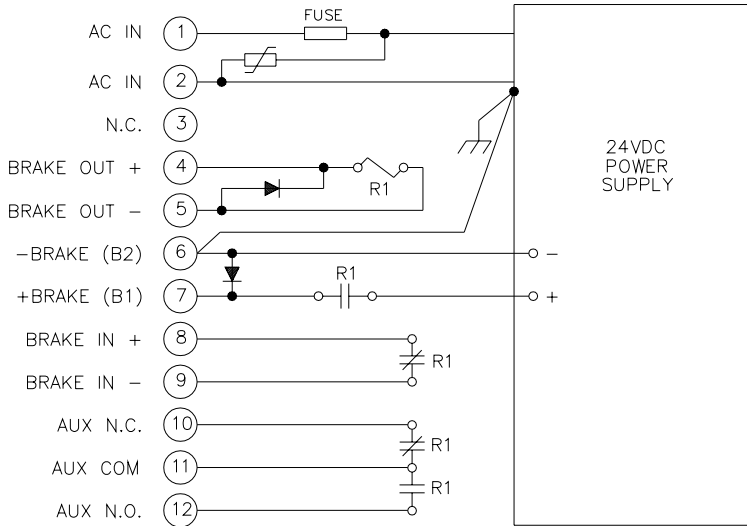 AC IN 1 FUSE
AC IN 2
N.C. 3
BRAKE OUT + 4 R1
BRAKE OUT - 5
-BRAKE (B2) 6 -
+BRAKE (B1) 7 R1 +
BRAKE IN + 8
R1
BRAKE IN - 9
AUX N.C. 10
R1
AUX COM 11
R1
AUX N.O. 12
24VDC
POWER
SUPPLY